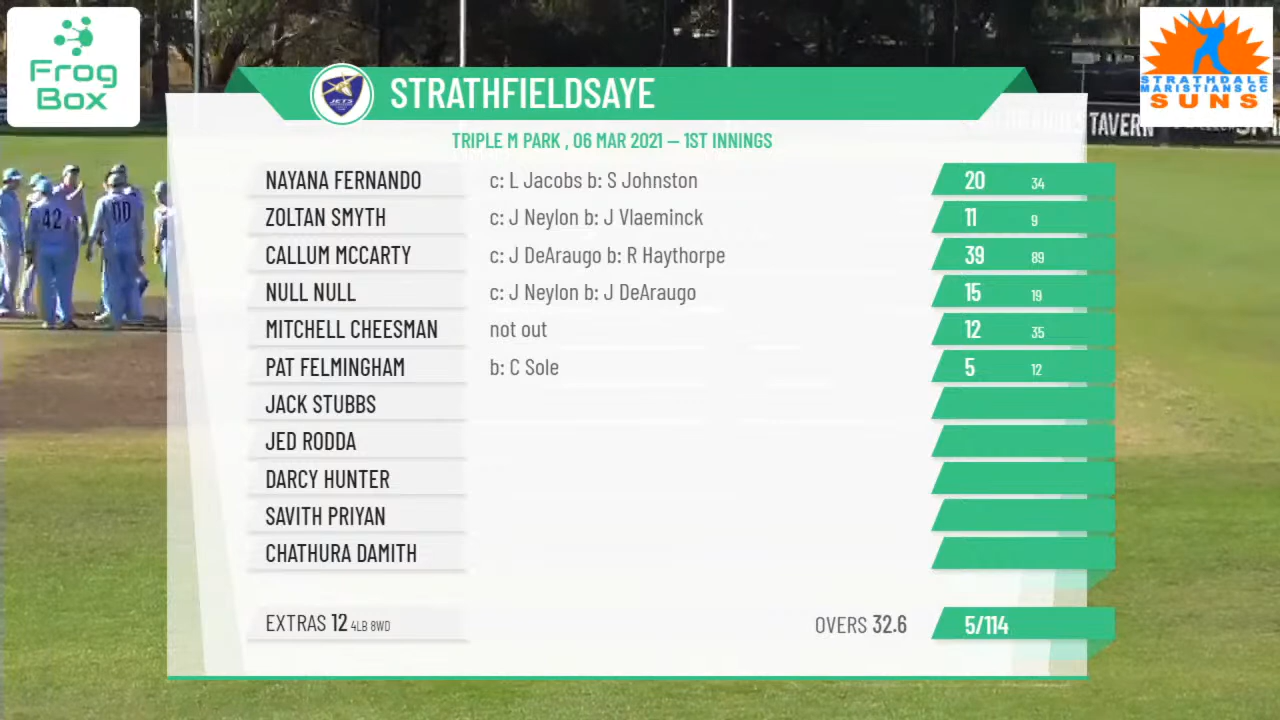 Frog
Box
JETS
STRATHFIELDSAYE
STRATHDALE
MARISTIANS CC
SUNS
TAVERN
TRIPLE M PARK , 06 MAR 2021 – 1ST INNINGS
NAYANA FERNANDO c: L Jacobs b: S Johnston 20 34
ZOLTAN SMYTH c: J Neylon b: J Vlaeminck 11 9
CALLUM MCCARTY c: J DeAraugo b: R Haythorpe 39 89
NULL NULL c: J Neylon b: J DeAraugo 15 19
MITCHELL CHEESMAN not out 12 35
PAT FELMINGHAM b: C Sole 5 12
JACK STUBBS
JED RODDA
DARCY HUNTER
SAVITH PRIYAN
CHATHURA DAMITH
EXTRAS 12 4LB 8WD OVERS 32.6 5/114
42